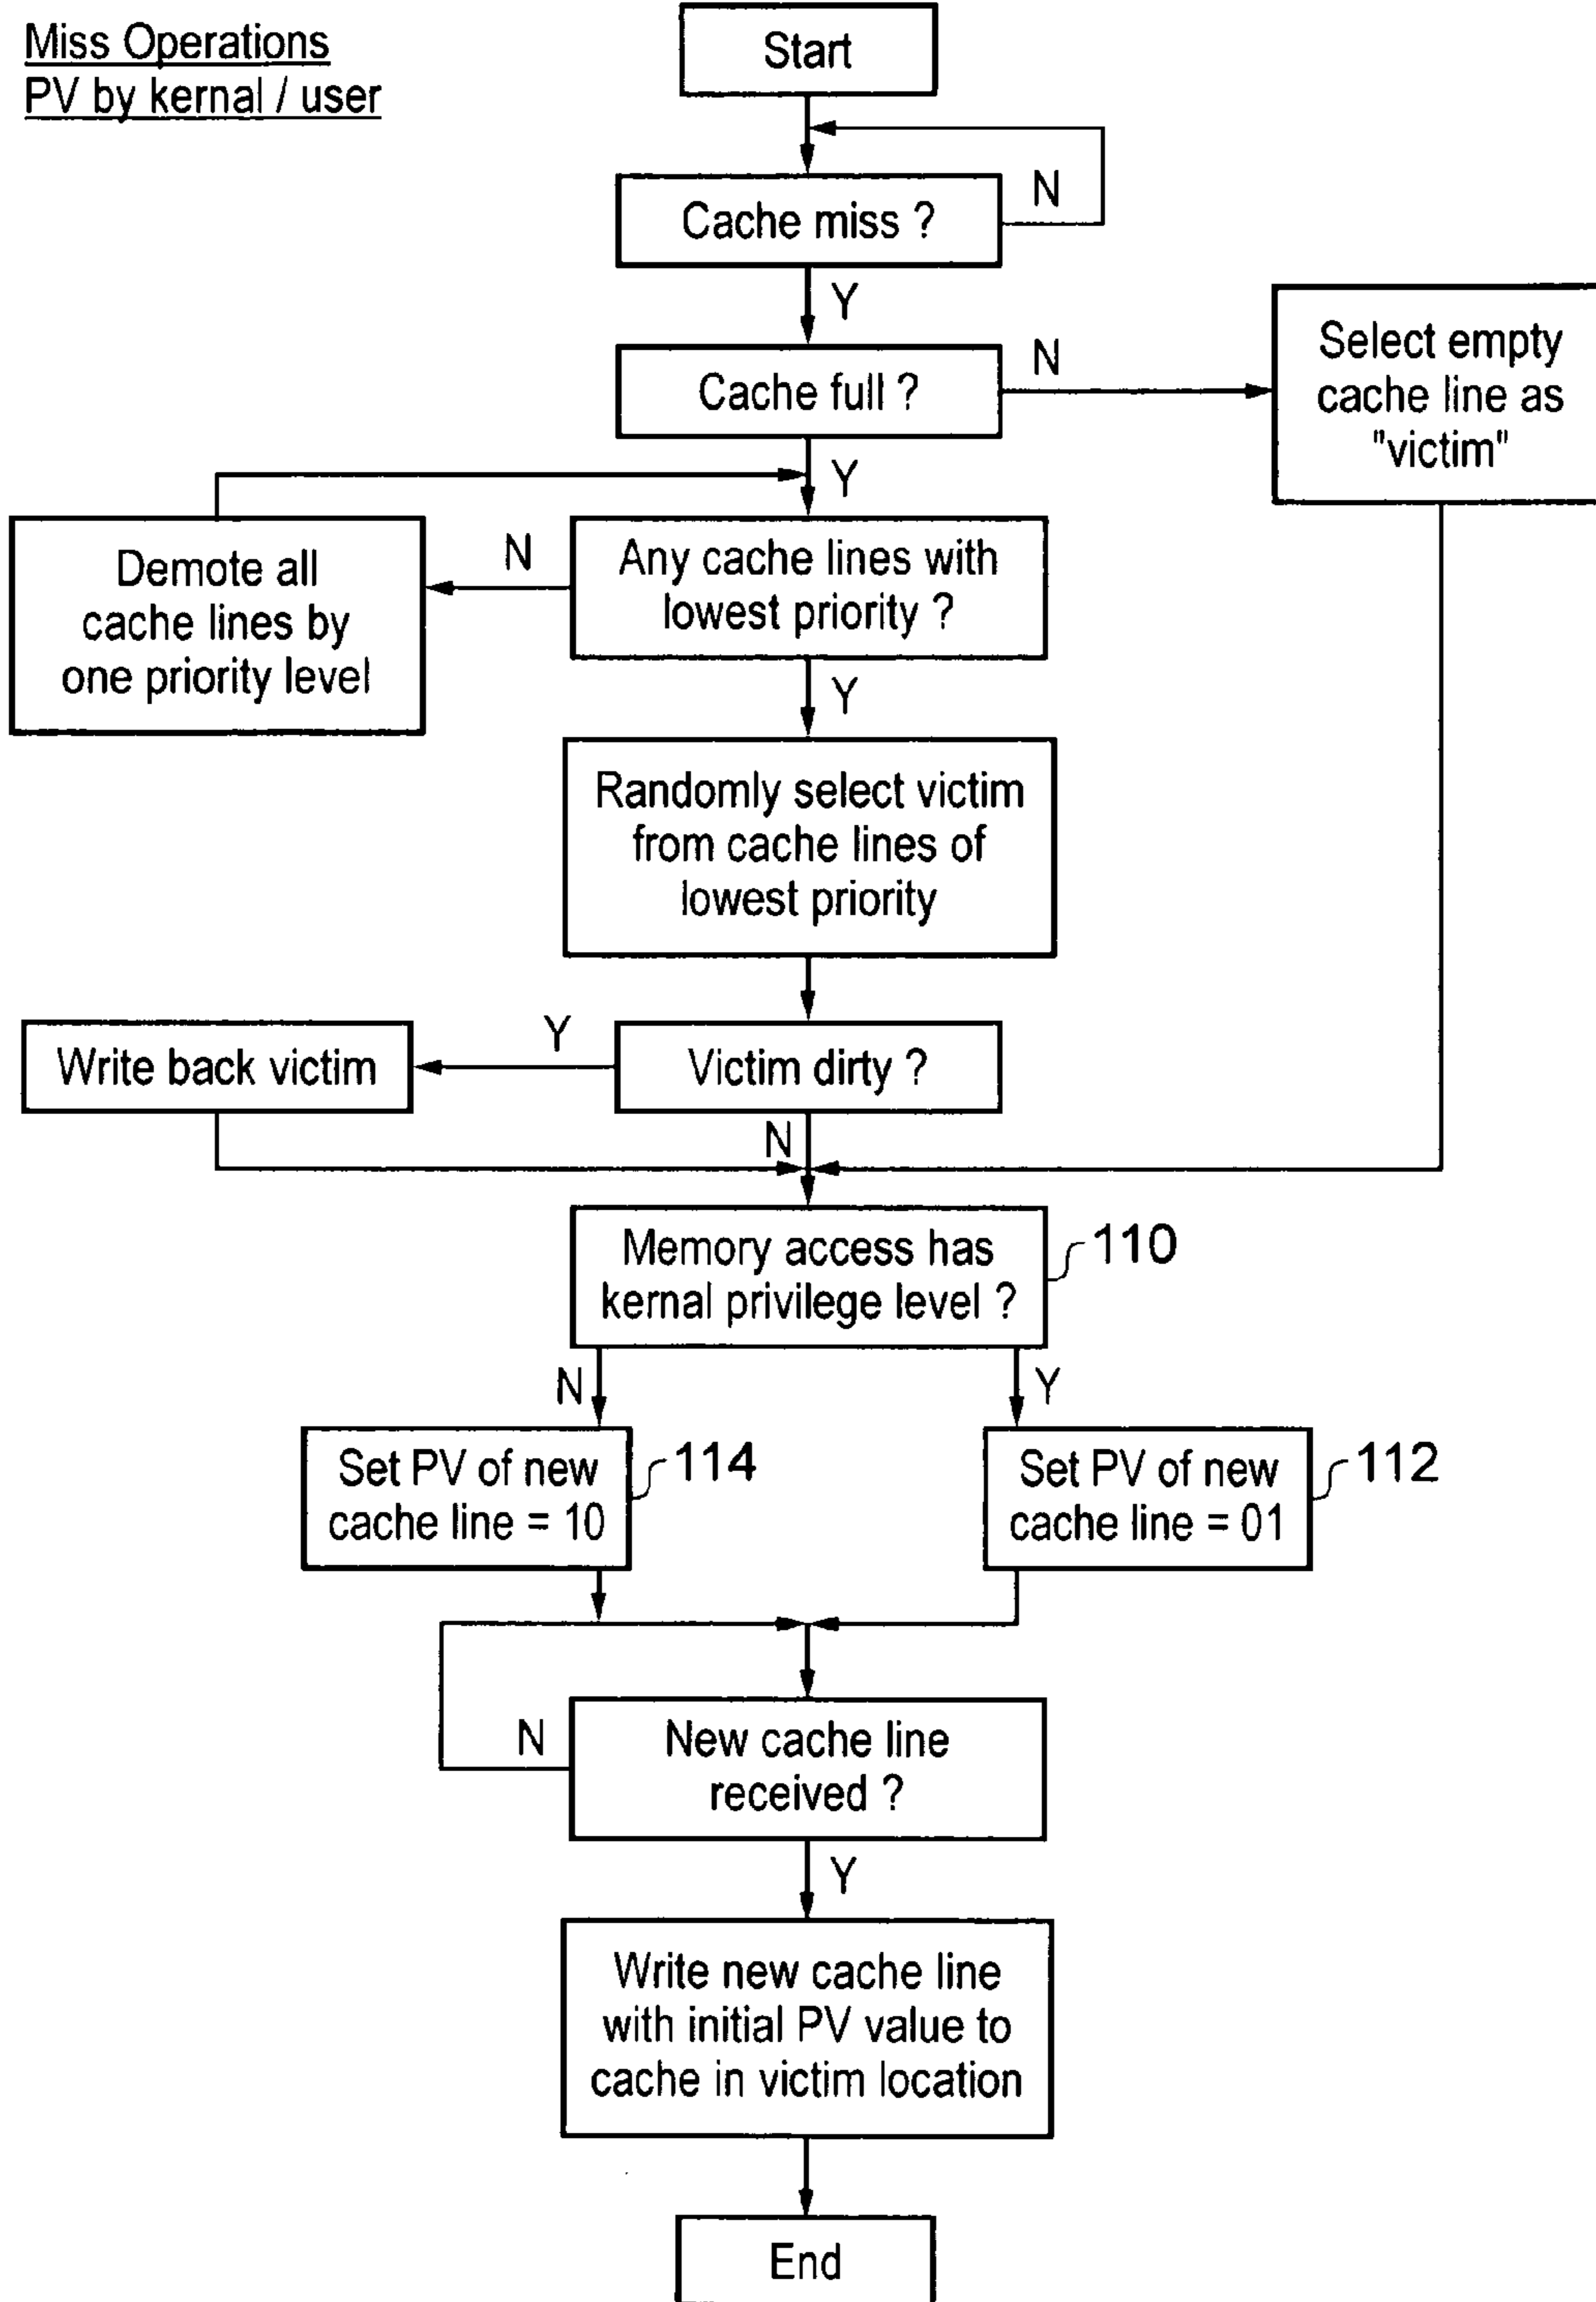 Miss Operations
PV by kernal / user
Start
Cache miss ?
N
Y
Cache full ?
N
Select empty
cache line as
"victim"
Y
Demote all
cache lines by
one priority level
N
Any cache lines with
lowest priority ?
Y
Randomly select victim
from cache lines of
lowest priority
Write back victim
Y
Victim dirty ?
N
Memory access has
kernal privilege level ?
110
N
Y
Set PV of new
cache line = 10
114
Set PV of new
cache line = 01
112
N
New cache line
received ?
Y
Write new cache line
with initial PV value to
cache in victim location
End